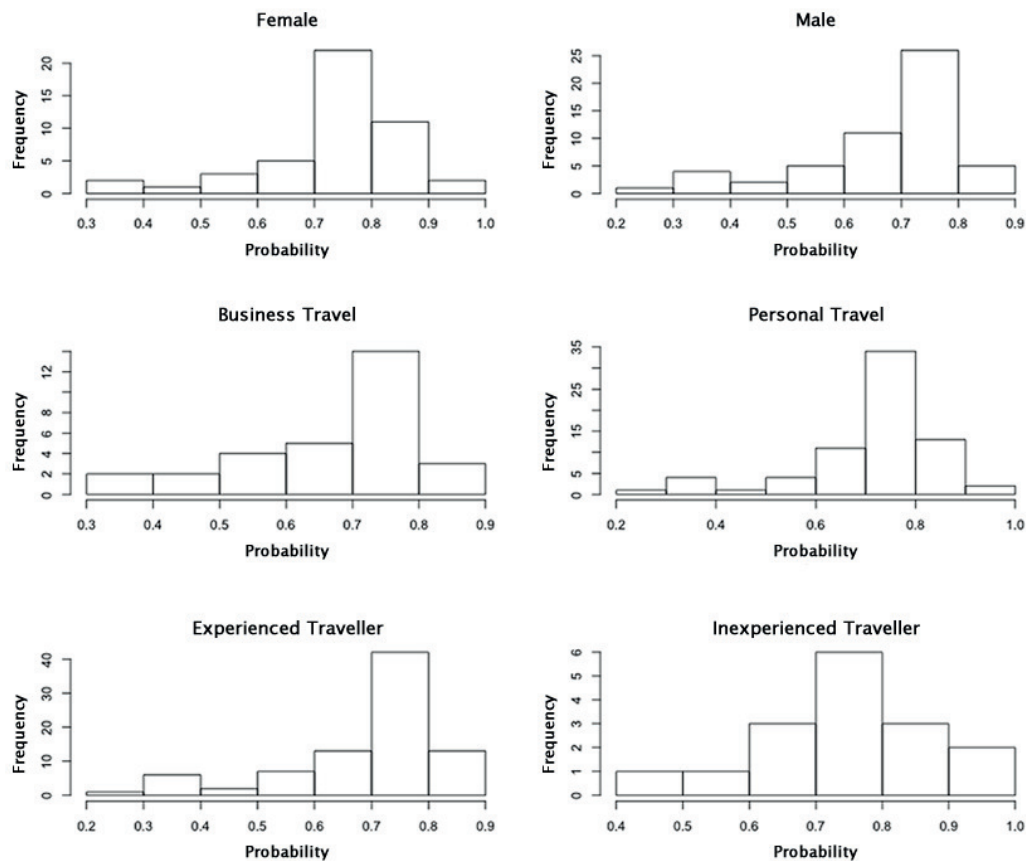 Female
Frequency
0 5 10 15 20
0.3 0.4 0.5 0.6 0.7 0.8 0.9 1.0
Probability
Male
Frequency
0 5 10 15 20 25
0.2 0.3 0.4 0.5 0.6 0.7 0.8 0.9
Probability
Business Travel
Frequency
0 2 4 6 8 12
0.3 0.4 0.5 0.6 0.7 0.8 0.9
Probability
Personal Travel
Frequency
0 5 15 25 35
0.2 0.4 0.6 0.8 1.0
Probability
Experienced Traveller
Frequency
0 10 20 30 40
0.2 0.3 0.4 0.5 0.6 0.7 0.8 0.9
Probability
Inexperienced Traveller
Frequency
0 1 2 3 4 5 6
0.4 0.5 0.6 0.7 0.8 0.9 1.0
Probability